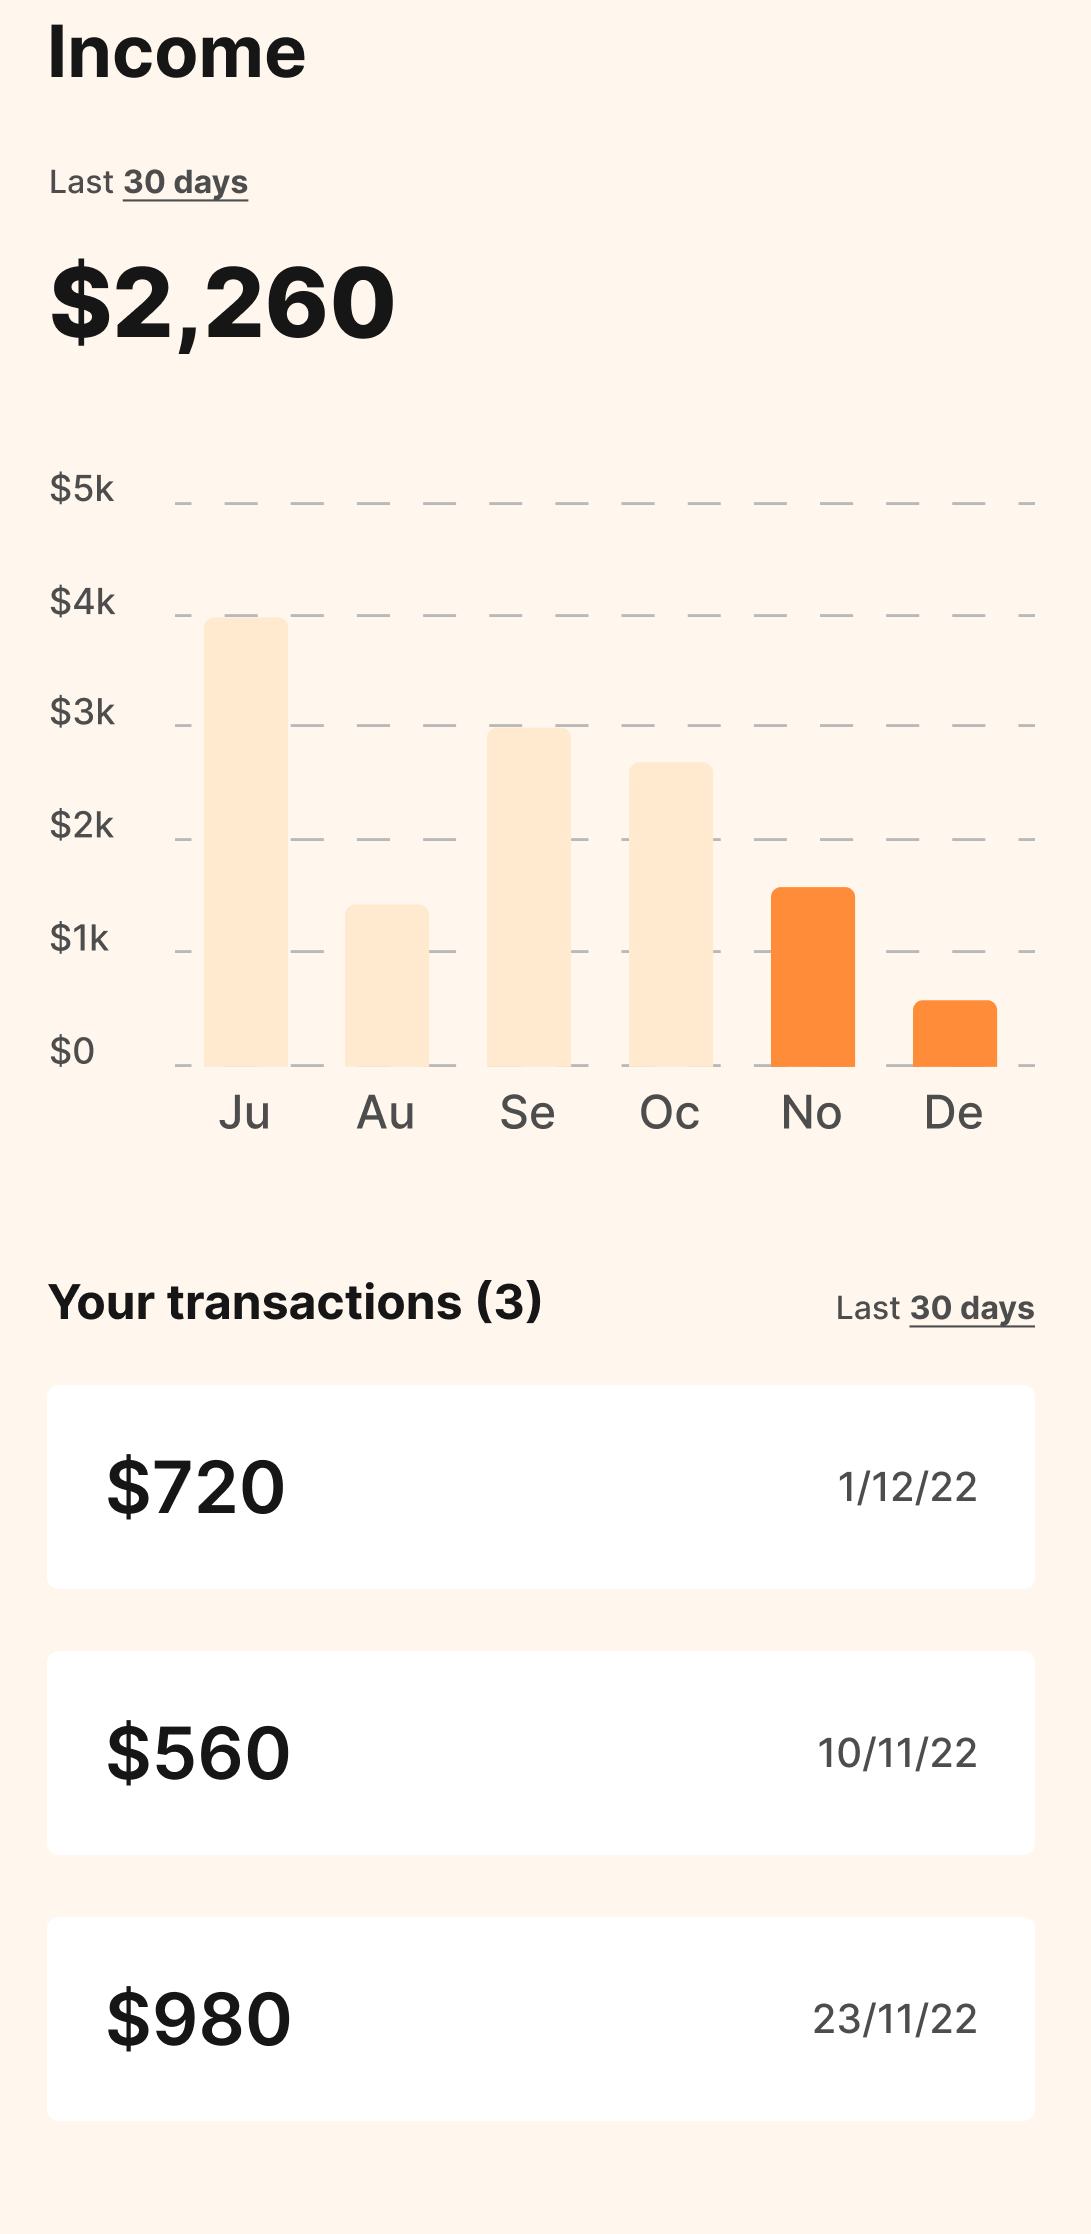 Income
Last 30 days
$2,260
$5k
$4k
$3k
$2k
$1k
$0
Ju Au Se Oc No De
Your transactions (3) Last 30 days
$720 1/12/22
$560 10/11/22
$980 23/11/22